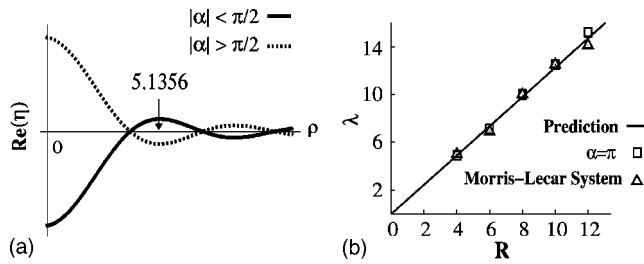 |α| < π/2
|α| > π/2
5.1356
Re(η)
0
ρ
(a)
14
10
6
2
λ
Prediction
α=π
Morris-Lecar System
0 2 4 6 8 10 12
R
(b)